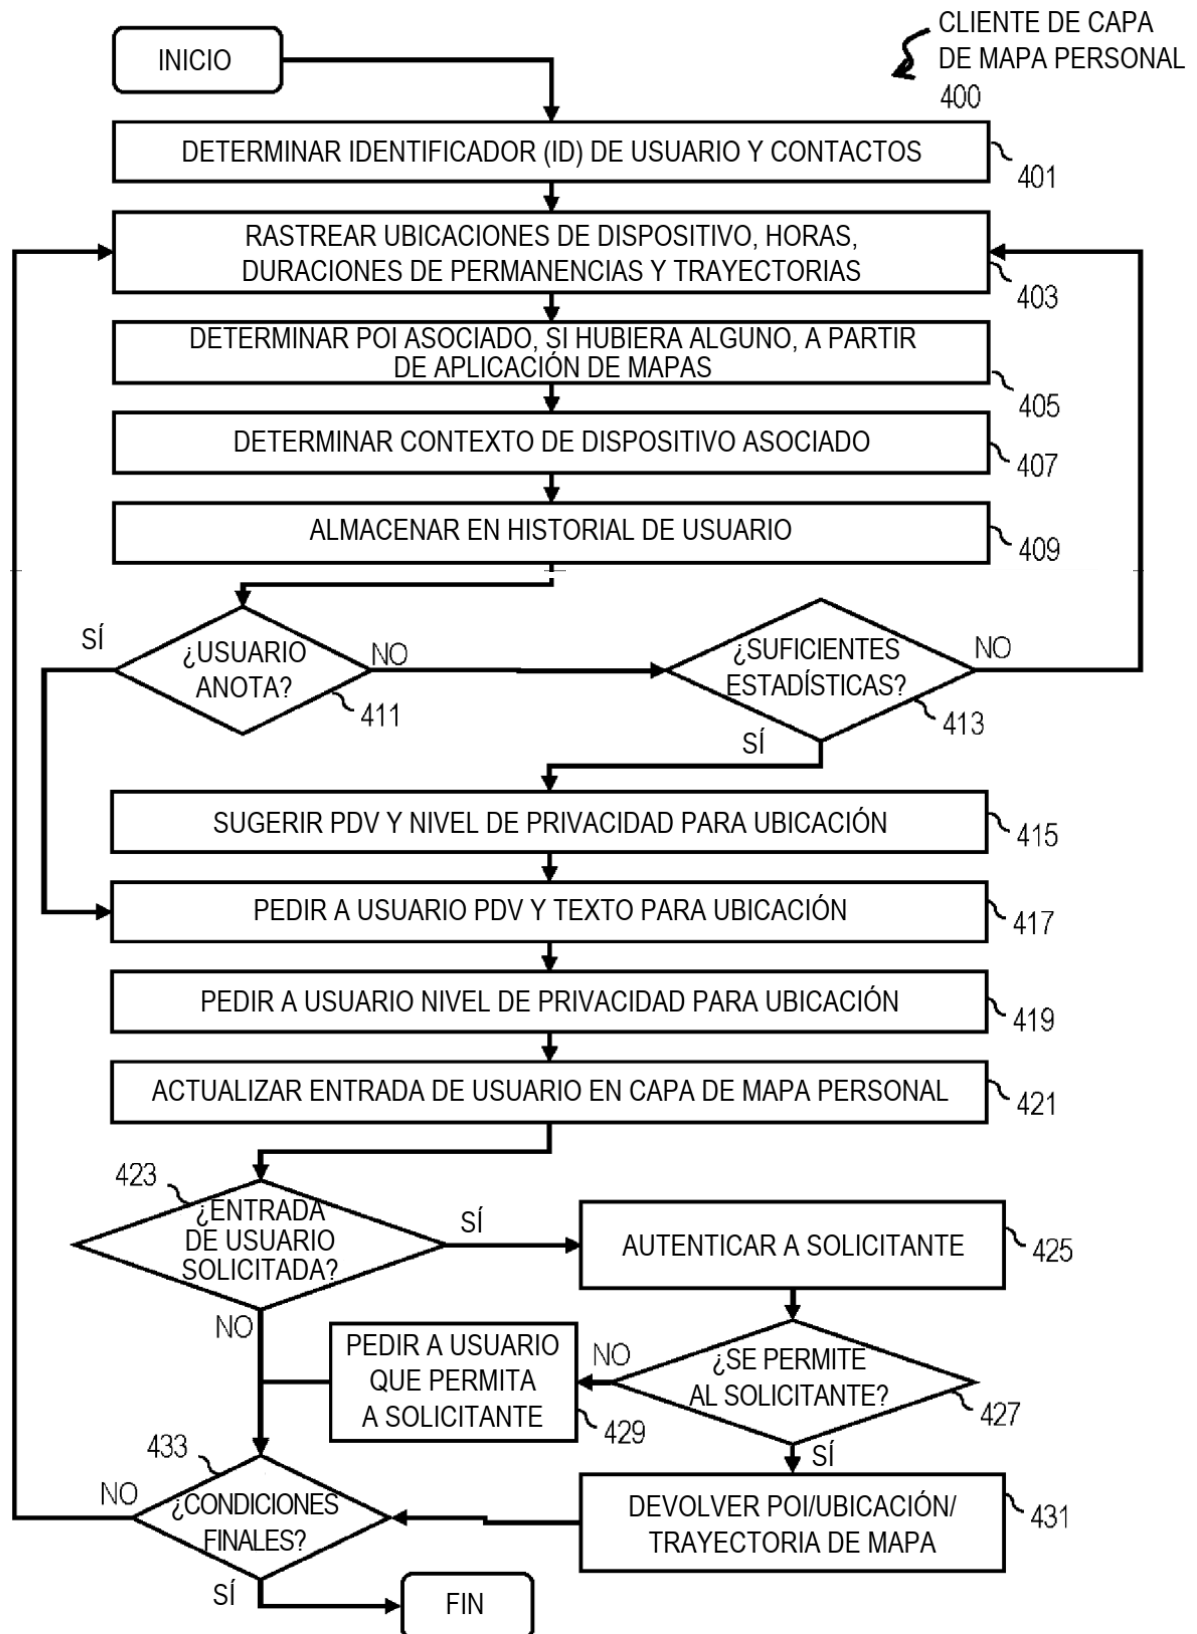 CLIENTE DE CAPA
DE MAPA PERSONAL
400
INICIO
DETERMINAR IDENTIFICADOR (ID) DE USUARIO Y CONTACTOS
401
RASTREAR UBICACIONES DE DISPOSITIVO, HORAS,
DURACIONES DE PERMANENCIAS Y TRAYECTORIAS
403
DETERMINAR POI ASOCIADO, SI HUBIERA ALGUNO, A PARTIR
DE APLICACIÓN DE MAPAS
405
DETERMINAR CONTEXTO DE DISPOSITIVO ASOCIADO
407
ALMACENAR EN HISTORIAL DE USUARIO
409
SÍ
¿USUARIO
ANOTA?
NO
411
¿SUFICIENTES
ESTADÍSTICAS?
NO
413
SÍ
SUGERIR PDV Y NIVEL DE PRIVACIDAD PARA UBICACIÓN
415
PEDIR A USUARIO PDV Y TEXTO PARA UBICACIÓN
417
PEDIR A USUARIO NIVEL DE PRIVACIDAD PARA UBICACIÓN
419
ACTUALIZAR ENTRADA DE USUARIO EN CAPA DE MAPA PERSONAL
421
423
¿ENTRADA
DE USUARIO
SOLICITADA?
SÍ
NO
AUTENTICAR A SOLICITANTE
425
¿SE PERMITE
AL SOLICITANTE?
427
NO
SÍ
PEDIR A USUARIO
QUE PERMITA
A SOLICITANTE
429
DEVOLVER POI/UBICACIÓN/
TRAYECTORIA DE MAPA
431
433
NO
¿CONDICIONES
FINALES?
SÍ
FIN